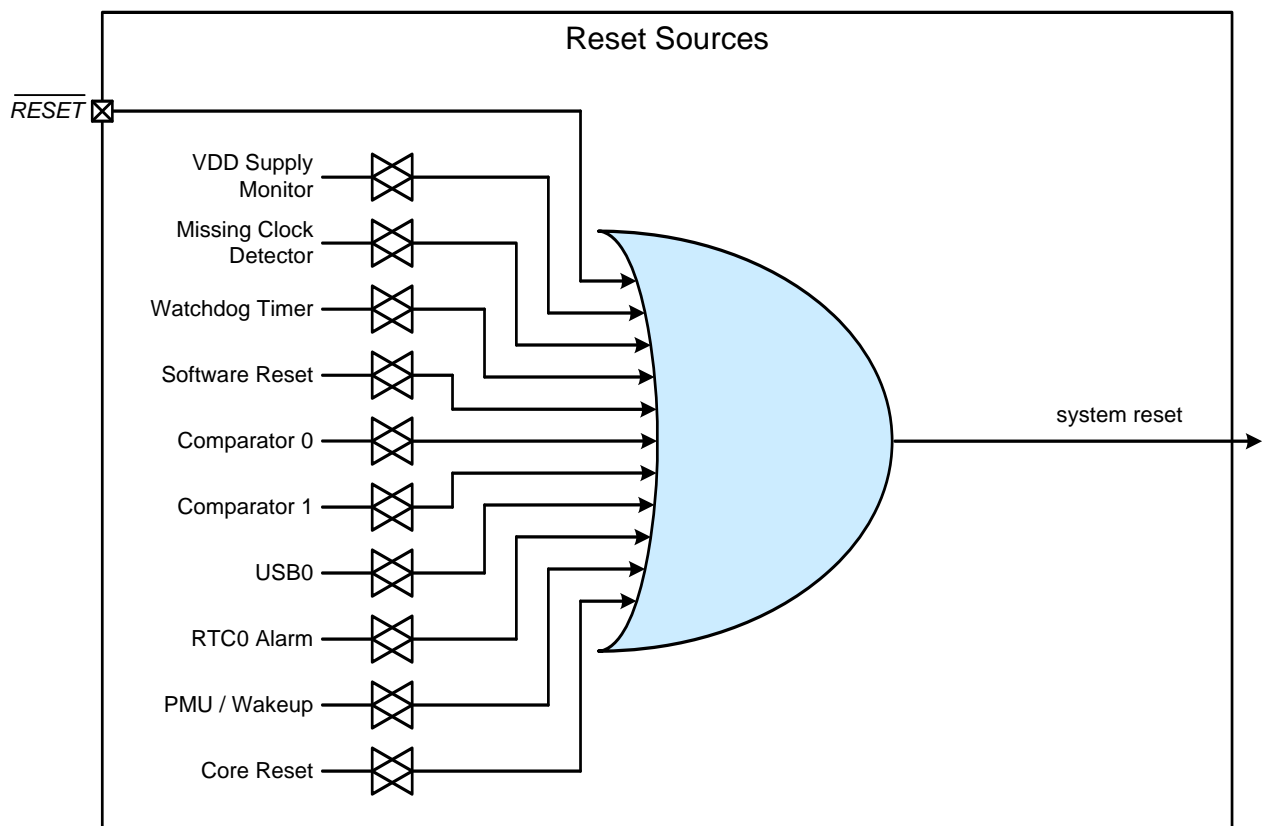 Reset Sources
RESET
VDD Supply
Monitor
Missing Clock
Detector
Watchdog Timer
Software Reset
Comparator 0
system reset
Comparator 1
USB0
RTC0 Alarm
PMU / Wakeup
Core Reset